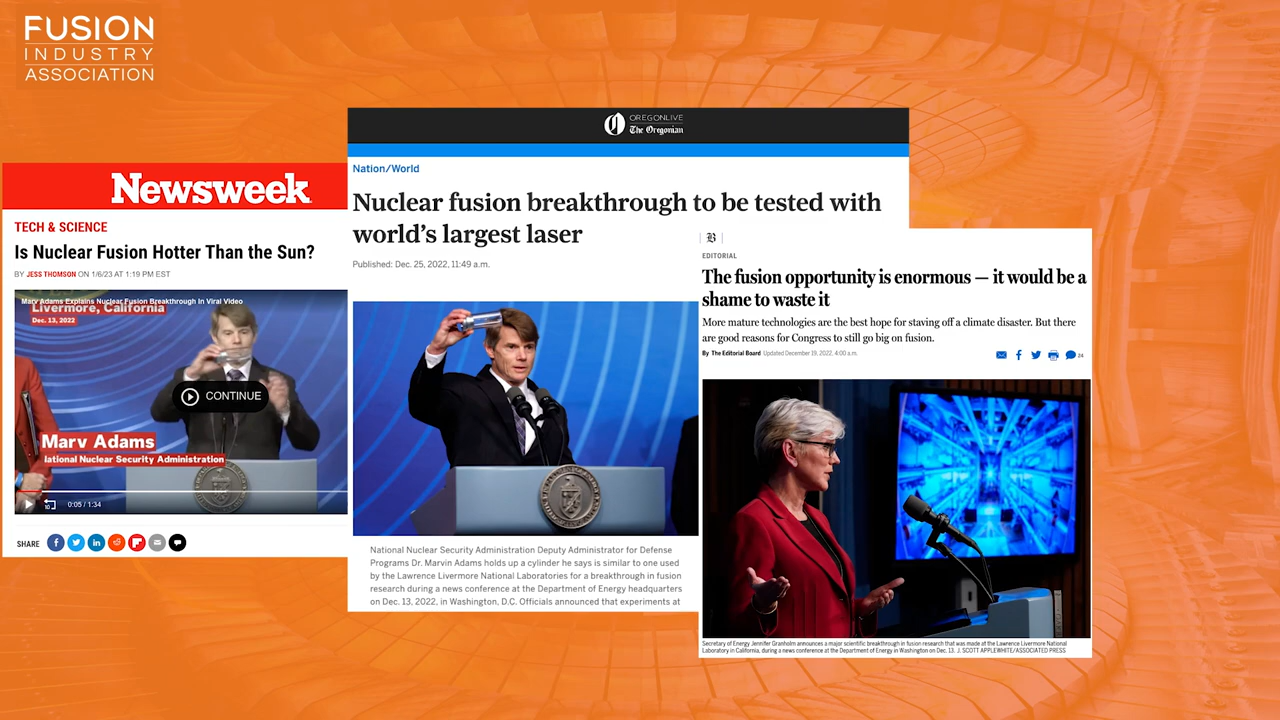 FUSION
INDUSTRY
ASSOCIATION
Newsweek
TECH & SCIENCE
Is Nuclear Fusion Hotter Than the Sun?
BY JESS THOMSON ON 1/6/23 AT 1:19 PM EST
Marv Adams Explains Nuclear Fusion Breakthrough In Viral Video
Livermore, California
Dec. 13, 2022
CONTINUE
Marv Adams
ational Nuclear Security Administration
10
0:05 / 1:34
SHARE
OREGONLIVE
The Oregonian
Nation/World
Nuclear fusion breakthrough to be tested with
world's largest laser
Published: Dec. 25, 2022, 11:49 a.m.
National Nuclear Security Administration Deputy Administrator for Defense
Programs Dr. Marvin Adams holds up a cylinder he says is similar to one used
by the Lawrence Livermore National Laboratories for a breakthrough in fusion
research during a news conference at the Department of Energy headquarters
on Dec. 13, 2022, in Washington, D.C. Officials announced that experiments at
B
EDITORIAL
The fusion opportunity is enormous — it would be a
shame to waste it
More mature technologies are the best hope for staving off a climate disaster. But there
are good reasons for Congress to still go big on fusion.
By The Editorial Board Updated December 19, 2022, 4:00 a.m.
24
Secretary of Energy Jennifer Granholm announces a major scientific breakthrough in fusion research that was made at the Lawrence Livermore National
Laboratory in California, during a news conference at the Department of Energy in Washington on Dec. 13. J. SCOTT APPLEWHITE/ASSOCIATED PRESS